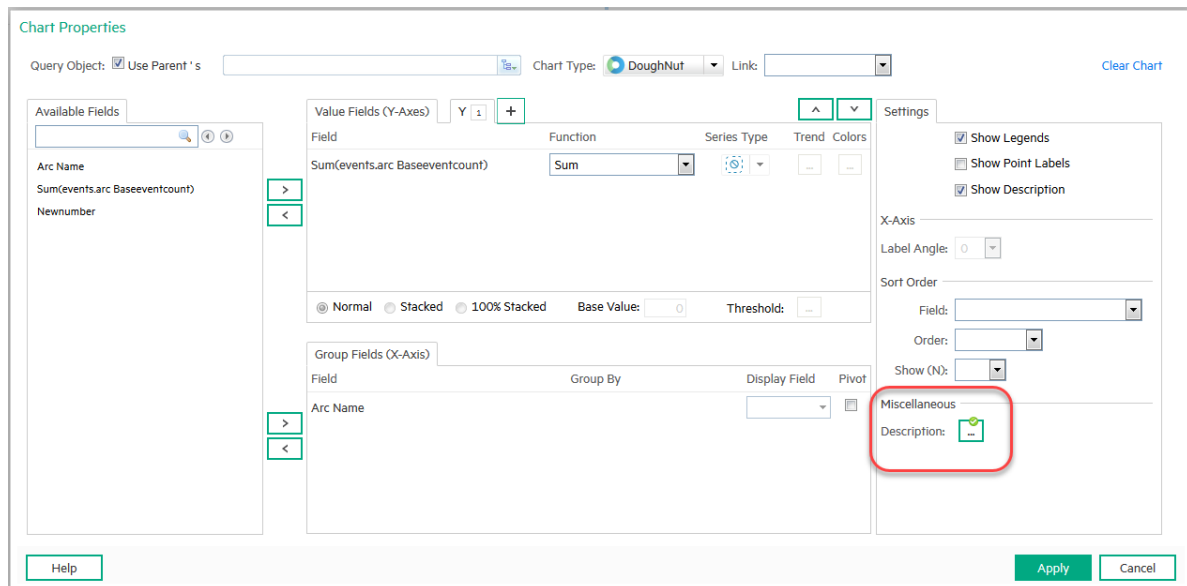 Chart Properties
Query Object: Use Parent ' s Chart Type: DoughNut Link: Clear Chart
Available Fields
Arc Name
Sum(events.arc Baseeventcount)
Newnumber
>
<
Value Fields (Y-Axes) Y 1 +
Field Function Series Type Trend Colors
Sum(events.arc Baseeventcount) Sum ... ...
Normal Stacked 100% Stacked Base Value: 0 Threshold: ...
Group Fields (X-Axis)
Field Group By Display Field Pivot
Arc Name
>
<
Settings
Show Legends
Show Point Labels
Show Description
X-Axis
Label Angle: 0
Sort Order
Field:
Order:
Show (N):
Miscellaneous
Description: ...
Help Apply Cancel